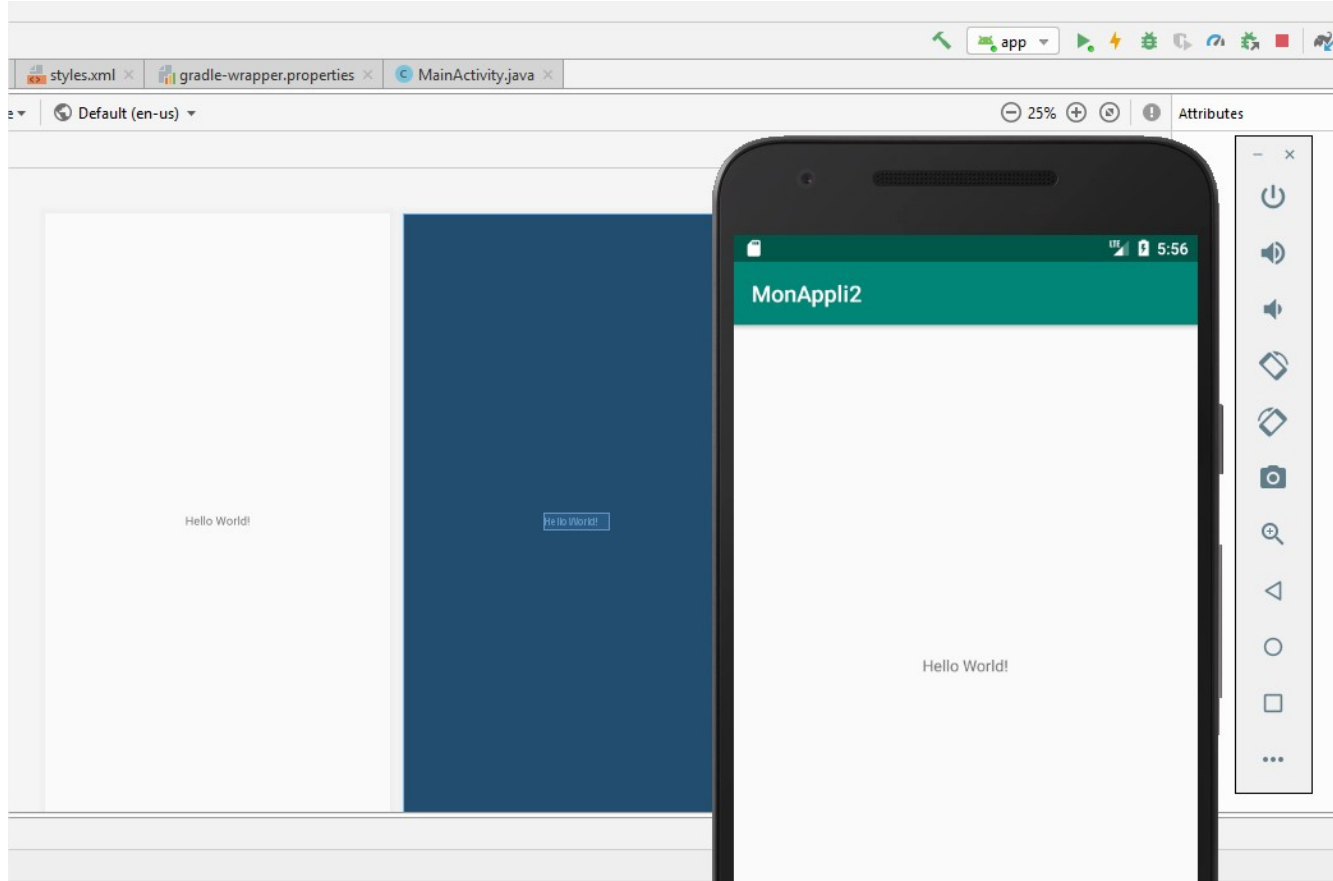 app
styles.xml
gradle-wrapper.properties
C MainActivity.java
e
Default (en-us)
25%
Attributes
LTE 5:56
MonAppli2
Hello World!
Hello World!
Hello World!